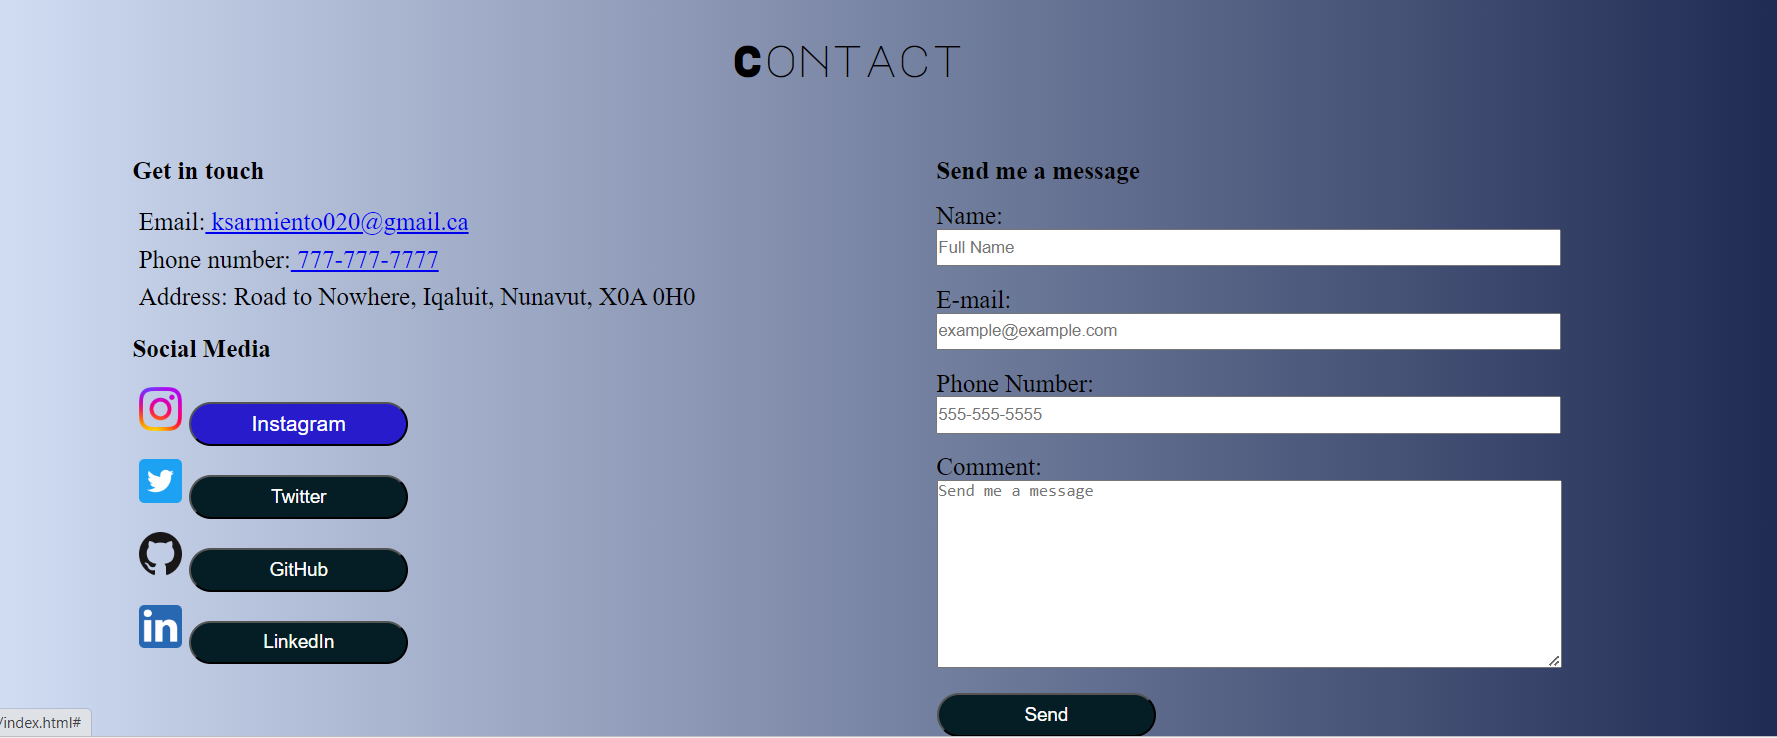 CONTACT
Get in touch
Email: ksarmiento020@gmail.ca
Phone number: 777-777-7777
Address: Road to Nowhere, Iqaluit, Nunavut, X0A 0H0
Social Media
Instagram
Twitter
GitHub
in
LinkedIn
Send me a message
Name:
Full Name
E-mail:
example@example.com
Phone Number:
555-555-5555
Comment:
Send me a message
Send
/index.html#